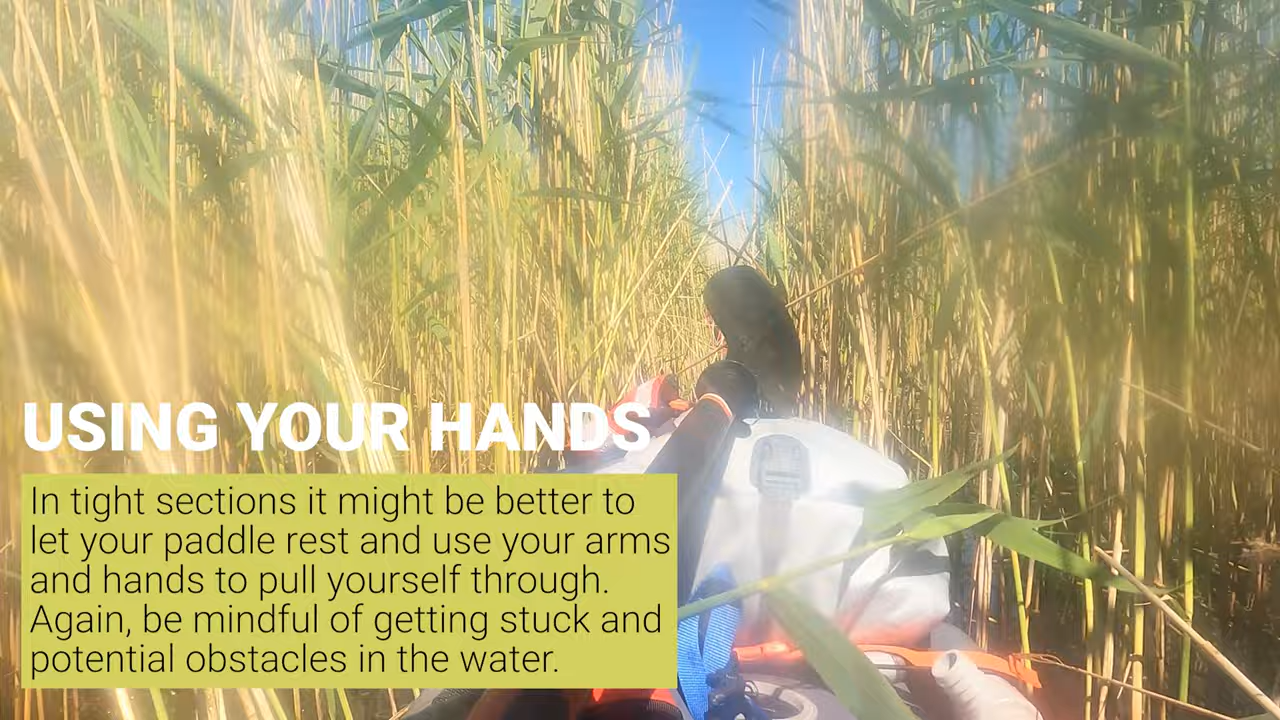 USING YOUR HANDS
In tight sections it might be better to
let your paddle rest and use your arms
and hands to pull yourself through.
Again, be mindful of getting stuck and
potential obstacles in the water.